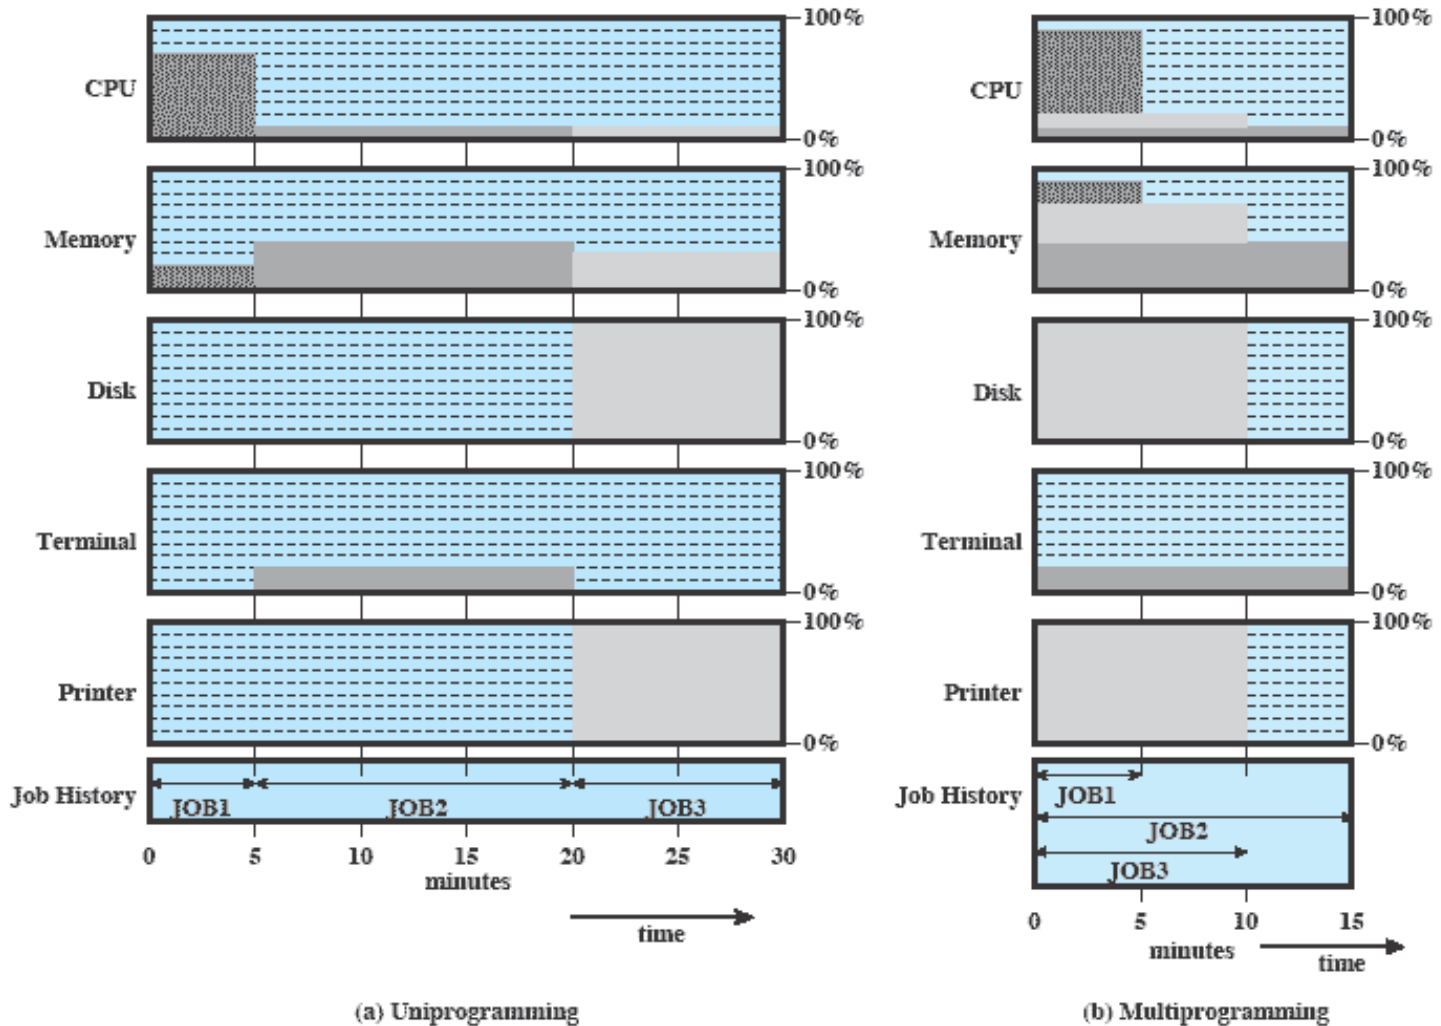 100%
CPU
0%
100%
Memory
0%
100%
Disk
0%
100%
Terminal
0%
100%
Printer
0%
Job History
JOB1
JOB2
JOB3
0 5 10 15 20 25 30
minutes
time
(a) Uniprogramming
100%
CPU
0%
100%
Memory
0%
100%
Disk
0%
100%
Terminal
0%
100%
Printer
0%
Job History
JOB1
JOB2
JOB3
0 5 10 15
minutes
time
(b) Multiprogramming